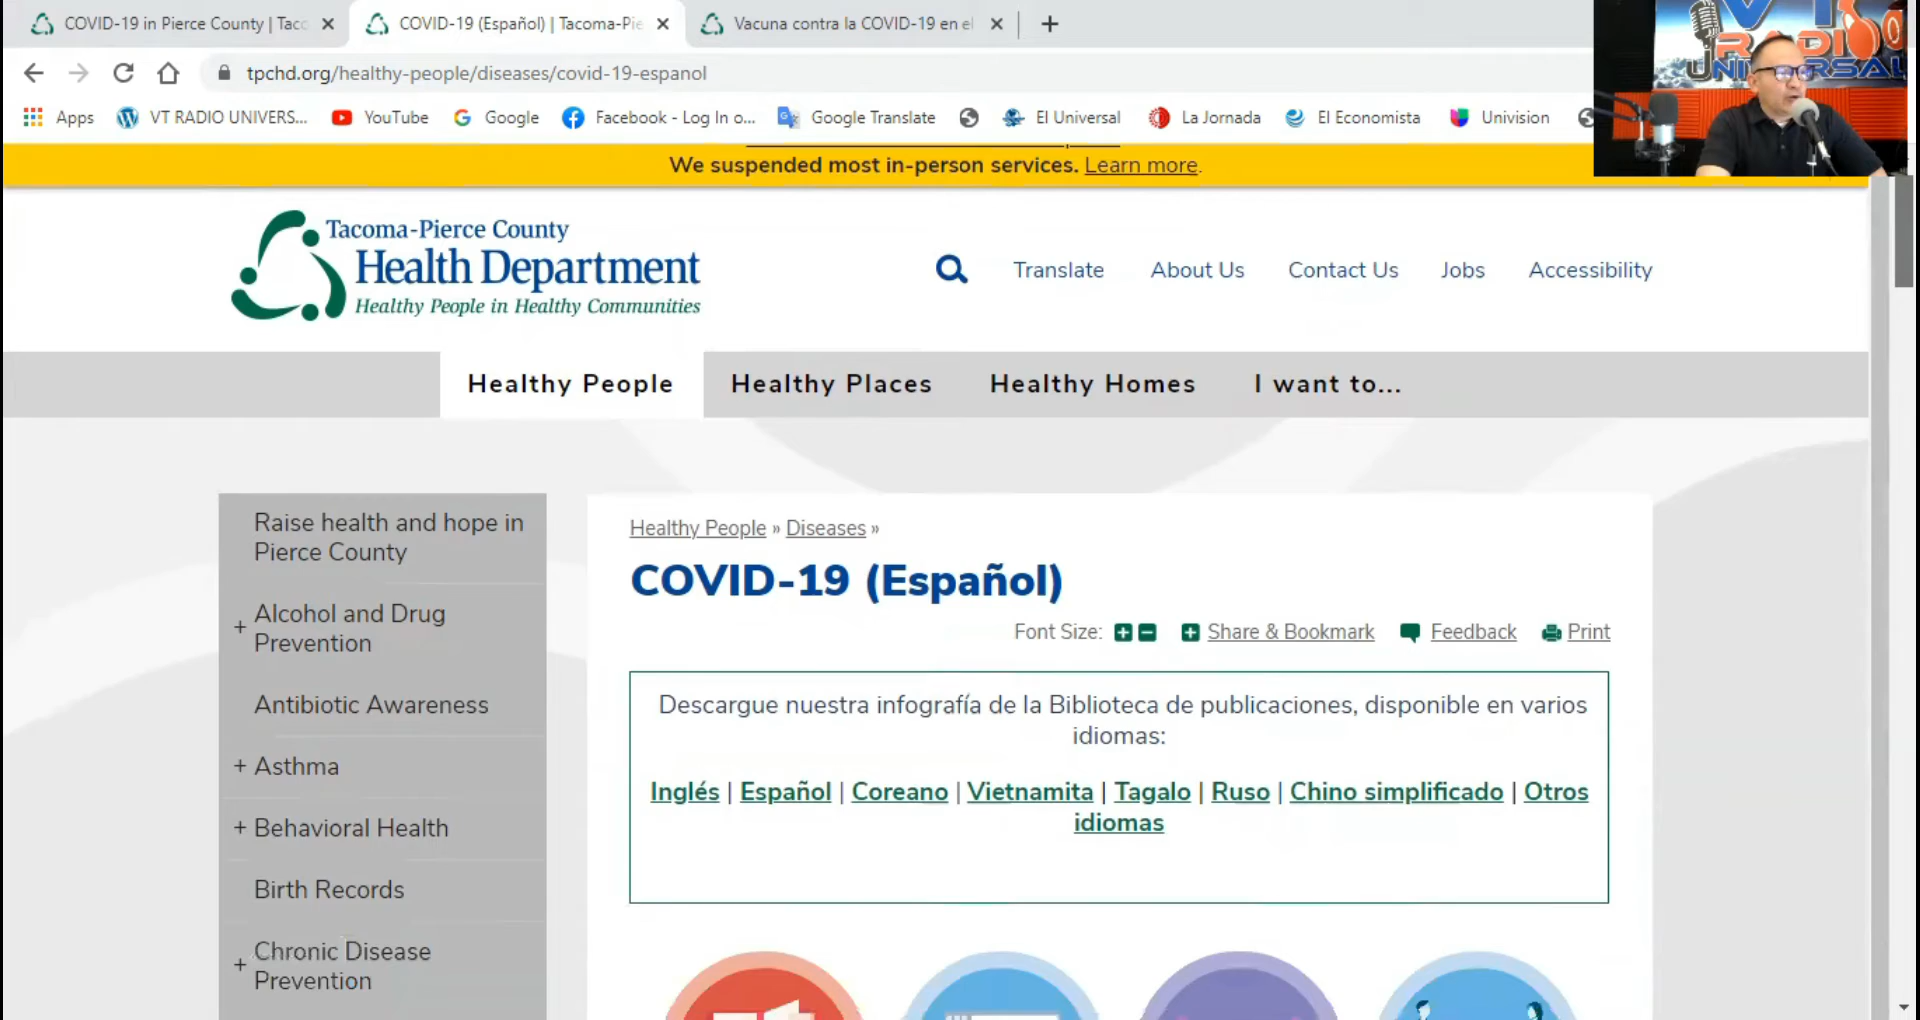 COVID-19 in Pierce County | Taco
COVID-19 (Español) | Tacoma-Pie
Vacuna contra la COVID-19 en el
tpchd.org/healthy-people/diseases/covid-19-espanol
Apps
VT RADIO UNIVERS...
YouTube
Google
Facebook - Log In o...
Google Translate
El Universal
La Jornada
El Economista
Univision
VT
RADIO
UNIVERSAL
We suspended most in-person services. Learn more.
Tacoma-Pierce County
Health Department
Healthy People in Healthy Communities
Translate
About Us
Contact Us
Jobs
Accessibility
Healthy People
Healthy Places
Healthy Homes
I want to...
Raise health and hope in
Pierce County
+ Alcohol and Drug
Prevention
Antibiotic Awareness
+ Asthma
+ Behavioral Health
Birth Records
+ Chronic Disease
Prevention
Healthy People » Diseases »
COVID-19 (Español)
Font Size:
Share & Bookmark
Feedback
Print
Descargue nuestra infografía de la Biblioteca de publicaciones, disponible en varios
idiomas:
Inglés | Español | Coreano | Vietnamita | Tagalo | Ruso | Chino simplificado | Otros
idiomas